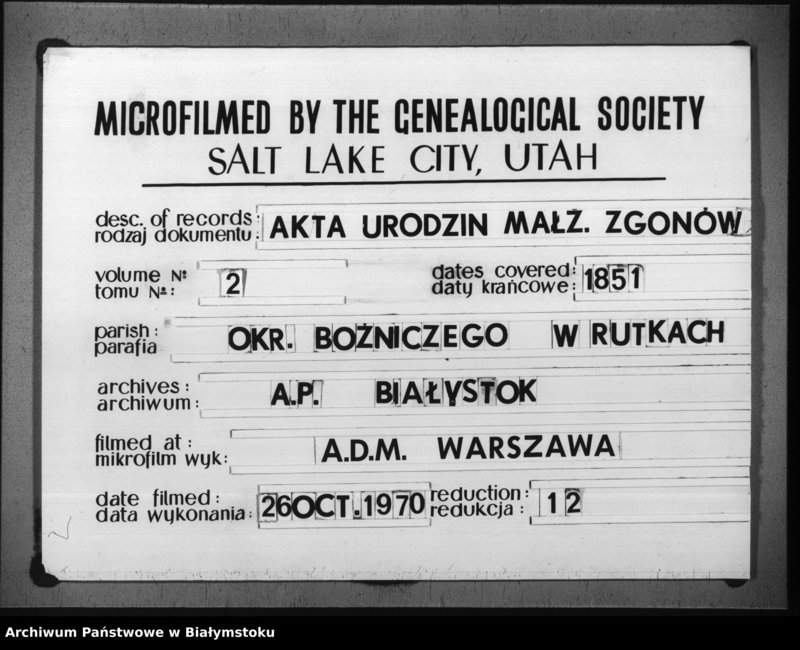 MICROFILMED BY THE GENEALOGICAL SOCIETY
SALT LAKE CITY, UTAH
desc. of records: AKTA URODZIN MAŁŻ. ZGONÓW
rodzaj dokumentu:
volume №: 2 dates covered: 1851
tomu №: daty krańcowe:
parish: OKR. BOŻNICZEGO W RUTKACH
parafia
archives: A.P. BIAŁYSTOK
archiwum:
filmed at: A.D.M. WARSZAWA
mikrofilm wyk:
date filmed: 26OCT.1970 reduction: 12
data wykonania: redukcja:
Archiwum Państwowe w Białymstoku